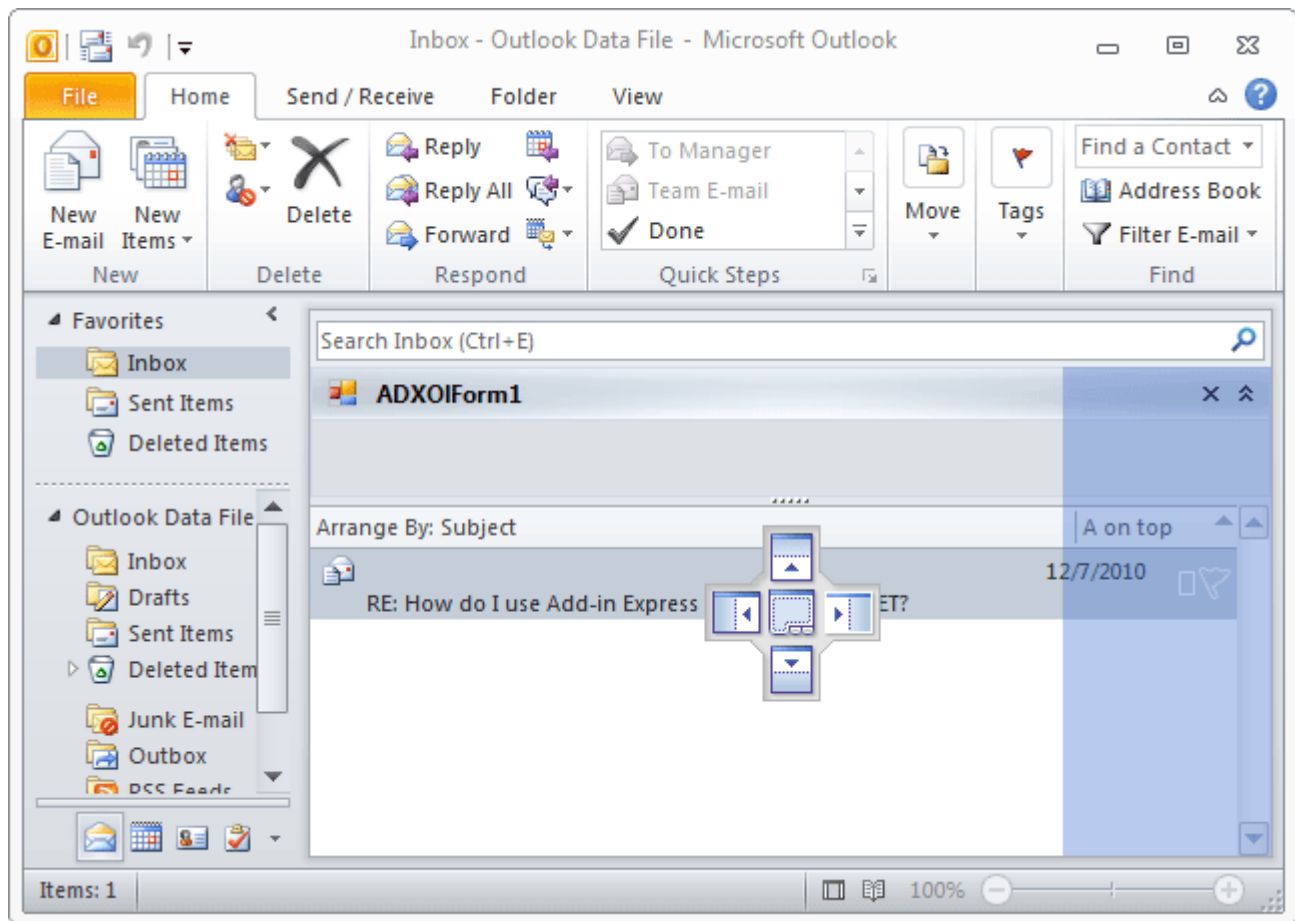 Inbox - Outlook Data File - Microsoft Outlook
File Home Send / Receive Folder View
New E-mail
New Items
Delete
Reply
Reply All
Forward
To Manager
Team E-mail
Done
Move
Tags
Find a Contact
Address Book
Filter E-mail
New Delete Respond Quick Steps Find
Favorites
Inbox
Sent Items
Deleted Items
Outlook Data File
Inbox
Drafts
Sent Items
Deleted Item
Junk E-mail
Outbox
RSS Feeds
Search Inbox (Ctrl+E)
ADXOlForm1
Arrange By: Subject A on top
12/7/2010
RE: How do I use Add-in Express ET?
Items: 1 100%